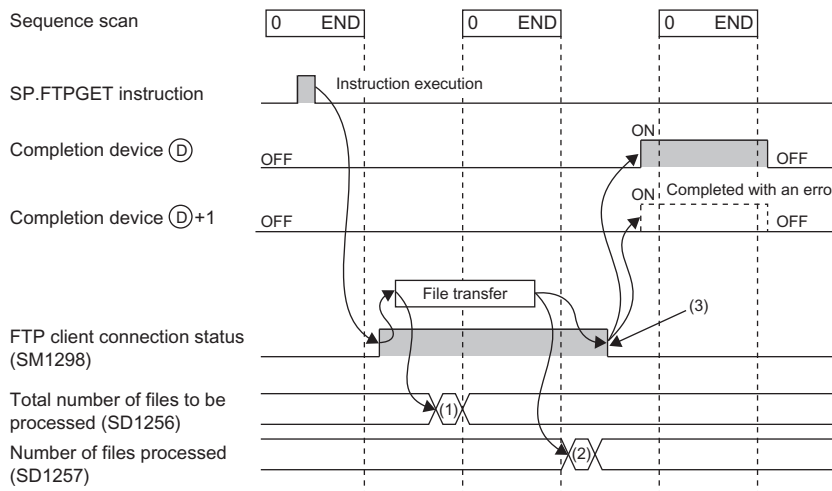 Sequence scan
0 END 0 END 0 END
SP.FTPGET instruction
Instruction execution
Completion device D
OFF
ON
OFF
Completion device D+1
OFF
ON
Completed with an erro
OFF
File transfer
(3)
FTP client connection status
(SM1298)
Total number of files to be
processed (SD1256)
(1)
Number of files processed
(SD1257)
(2)